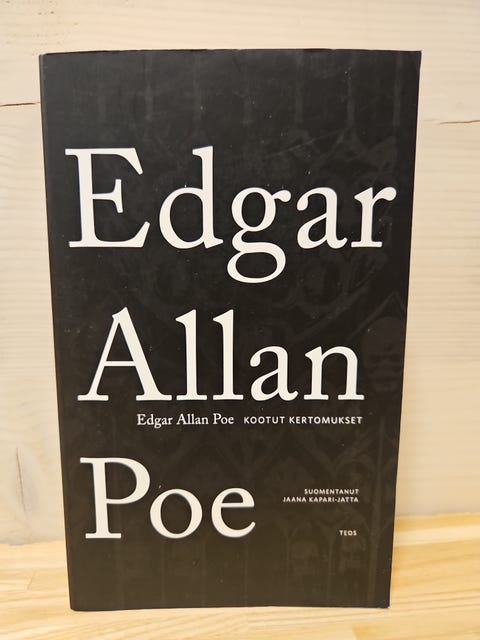 Edgar
Allan
Edgar Allan Poe KOOTUT KERTOMUKSET
Poe
SUOMENTANUT
JAANA KAPARI-JATTA
TEOS